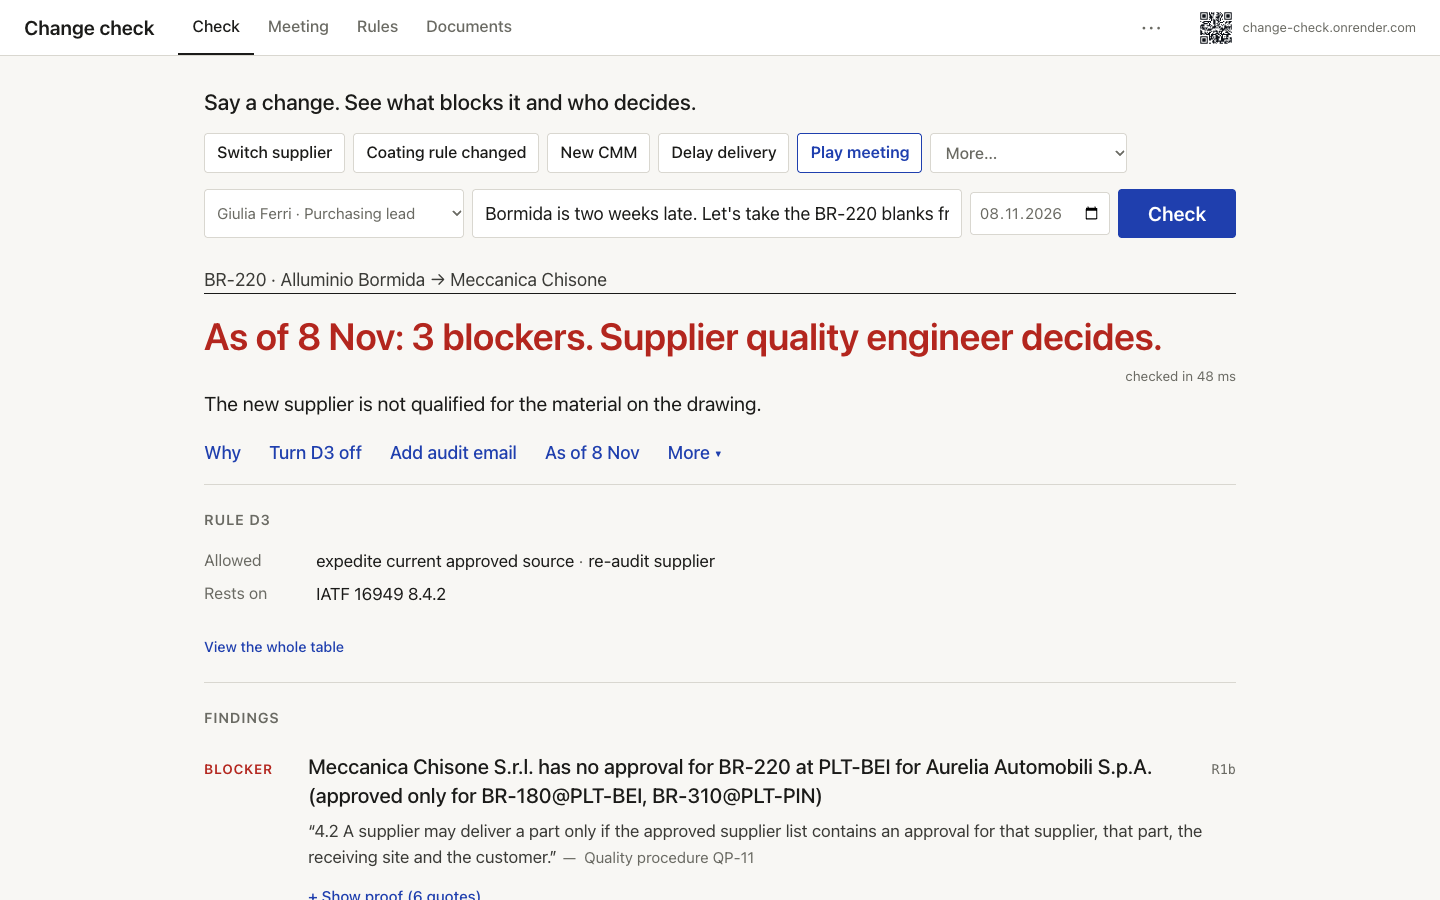 Change check
Check
Meeting
Rules
Documents
...
change-check.onrender.com
Say a change. See what blocks it and who decides.
Switch supplier
Coating rule changed
New CMM
Delay delivery
Play meeting
More...
Giulia Ferri · Purchasing lead
Bormida is two weeks late. Let's take the BR-220 blanks fr
08.11.2026
Check
BR-220 · Alluminio Bormida → Meccanica Chisone
As of 8 Nov: 3 blockers. Supplier quality engineer decides.
checked in 48 ms
The new supplier is not qualified for the material on the drawing.
Why
Turn D3 off
Add audit email
As of 8 Nov
More ▾
RULE D3
Allowed
expedite current approved source · re-audit supplier
Rests on
IATF 16949 8.4.2
View the whole table
FINDINGS
BLOCKER
Meccanica Chisone S.r.l. has no approval for BR-220 at PLT-BEI for Aurelia Automobili S.p.A.
(approved only for BR-180@PLT-BEI, BR-310@PLT-PIN)
R1b
“4.2 A supplier may deliver a part only if the approved supplier list contains an approval for that supplier, that part, the
receiving site and the customer.” — Quality procedure QP-11
+ Show proof (6 quotes)